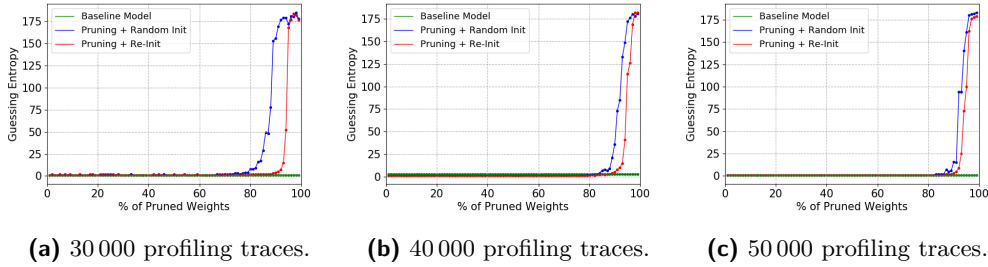 Guessing Entropy
175
150
125
100
75
50
25
0
Baseline Model
Pruning + Random Init
Pruning + Re-Init
0 20 40 60 80 100
% of Pruned Weights
(a) 30 000 profiling traces.
Guessing Entropy
175
150
125
100
75
50
25
0
Baseline Model
Pruning + Random Init
Pruning + Re-Init
0 20 40 60 80 100
% of Pruned Weights
(b) 40 000 profiling traces.
Guessing Entropy
175
150
125
100
75
50
25
0
Baseline Model
Pruning + Random Init
Pruning + Re-Init
0 20 40 60 80 100
% of Pruned Weights
(c) 50 000 profiling traces.